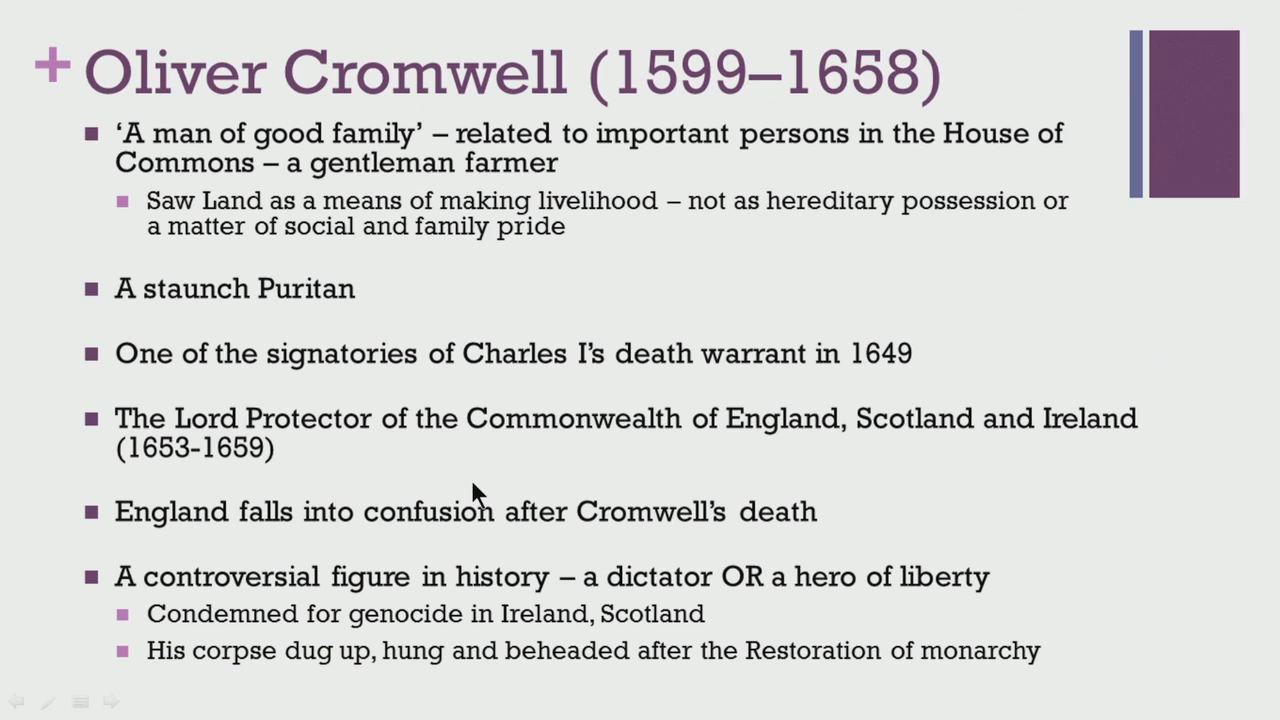 + Oliver Cromwell (1599–1658)
‘A man of good family’ – related to important persons in the House of
Commons – a gentleman farmer
Saw Land as a means of making livelihood – not as hereditary possession or
a matter of social and family pride
A staunch Puritan
One of the signatories of Charles I’s death warrant in 1649
The Lord Protector of the Commonwealth of England, Scotland and Ireland
(1653-1659)
England falls into confusion after Cromwell’s death
A controversial figure in history – a dictator OR a hero of liberty
Condemned for genocide in Ireland, Scotland
His corpse dug up, hung and beheaded after the Restoration of monarchy